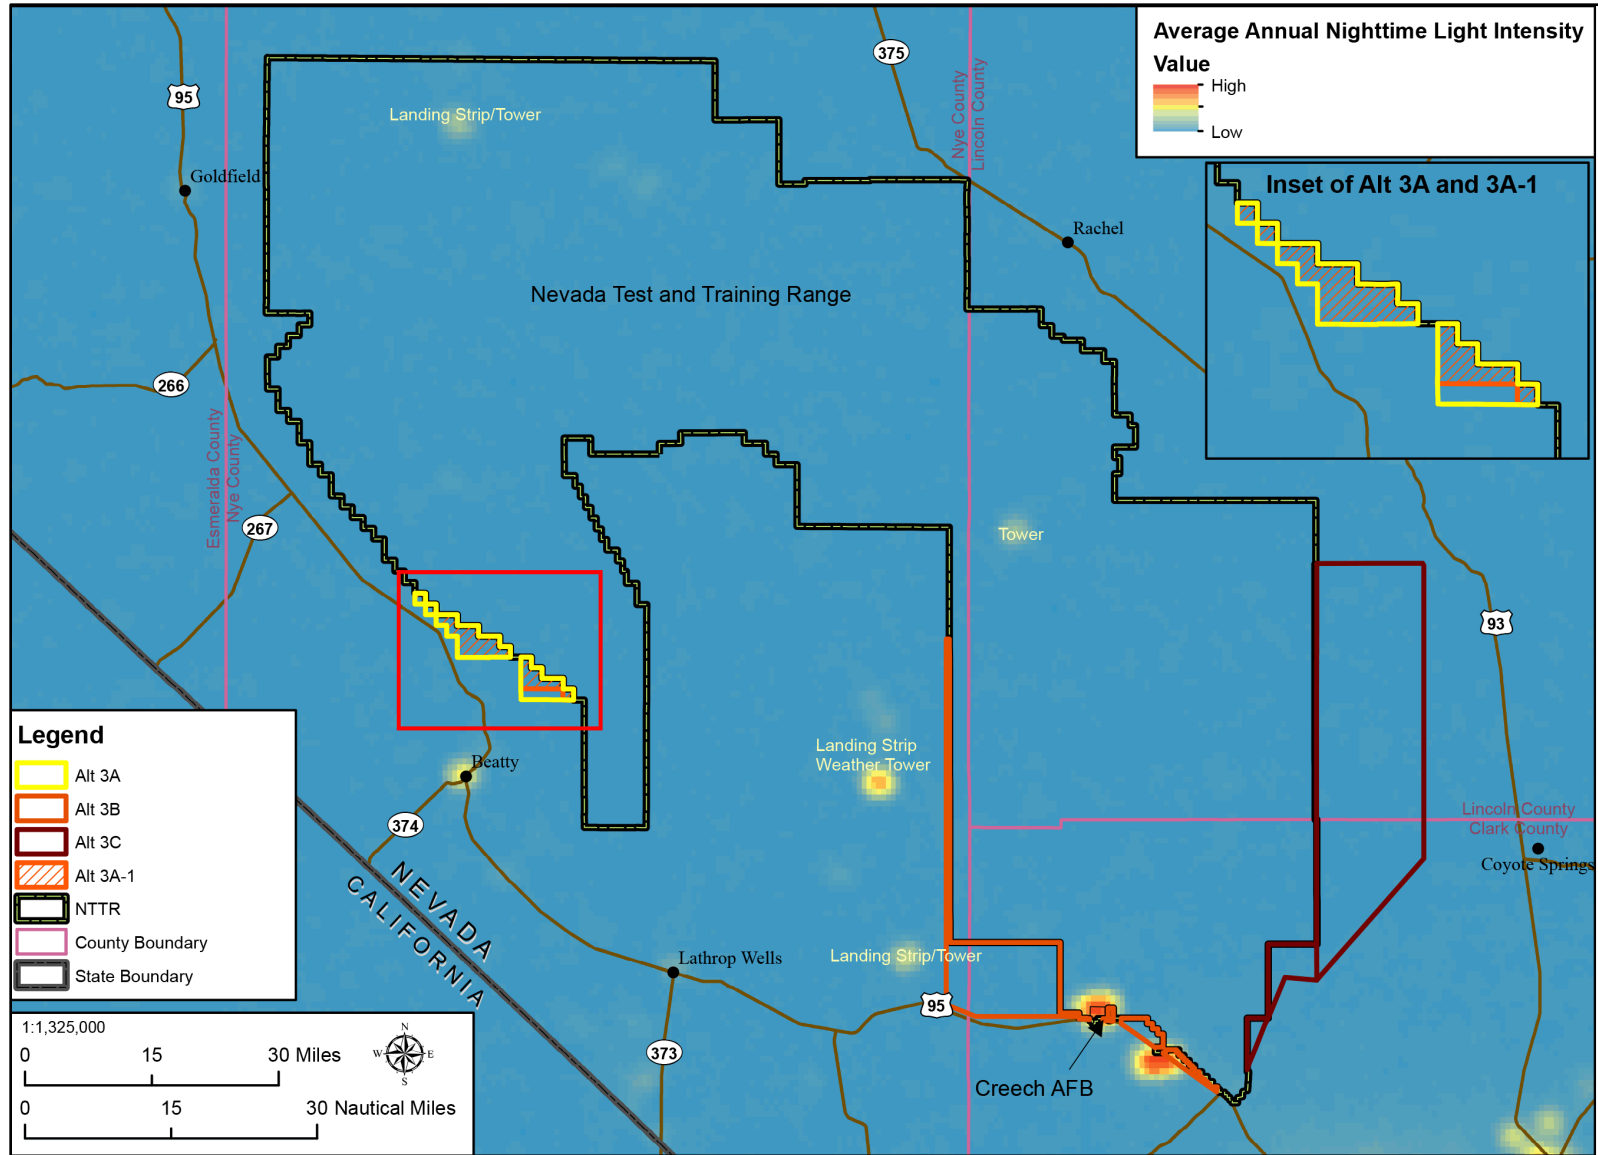 Average Annual Nighttime Light Intensity
Value
High
Low
Inset of Alt 3A and 3A-1
375
95
Nye County
Lincoln County
Landing Strip/Tower
Goldfield
Rachel
Nevada Test and Training Range
266
Esmeralda County
Nye County
267
Tower
93
Landing Strip
Weather Tower
Beatty
374
Lincoln County
Clark County
Coyote Springs
NEVADA
CALIFORNIA
Lathrop Wells
Landing Strip/Tower
95
373
Creech AFB
Legend
Alt 3A
Alt 3B
Alt 3C
Alt 3A-1
NTTR
County Boundary
State Boundary
1:1,325,000
0 15 30 Miles
0 15 30 Nautical Miles
N
W E
S